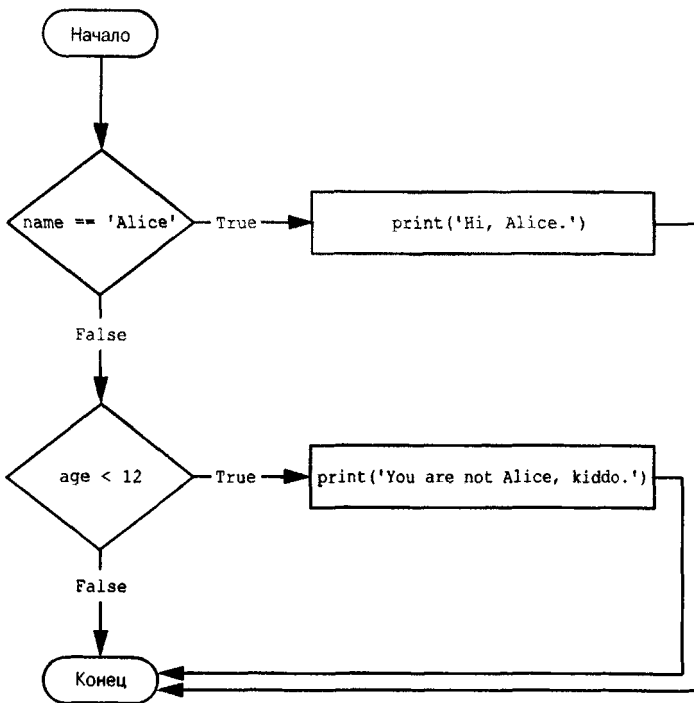 Начало
name == 'Alice'
True
print('Hi, Alice.')
False
age < 12
True
print('You are not Alice, kiddo.')
False
Конец